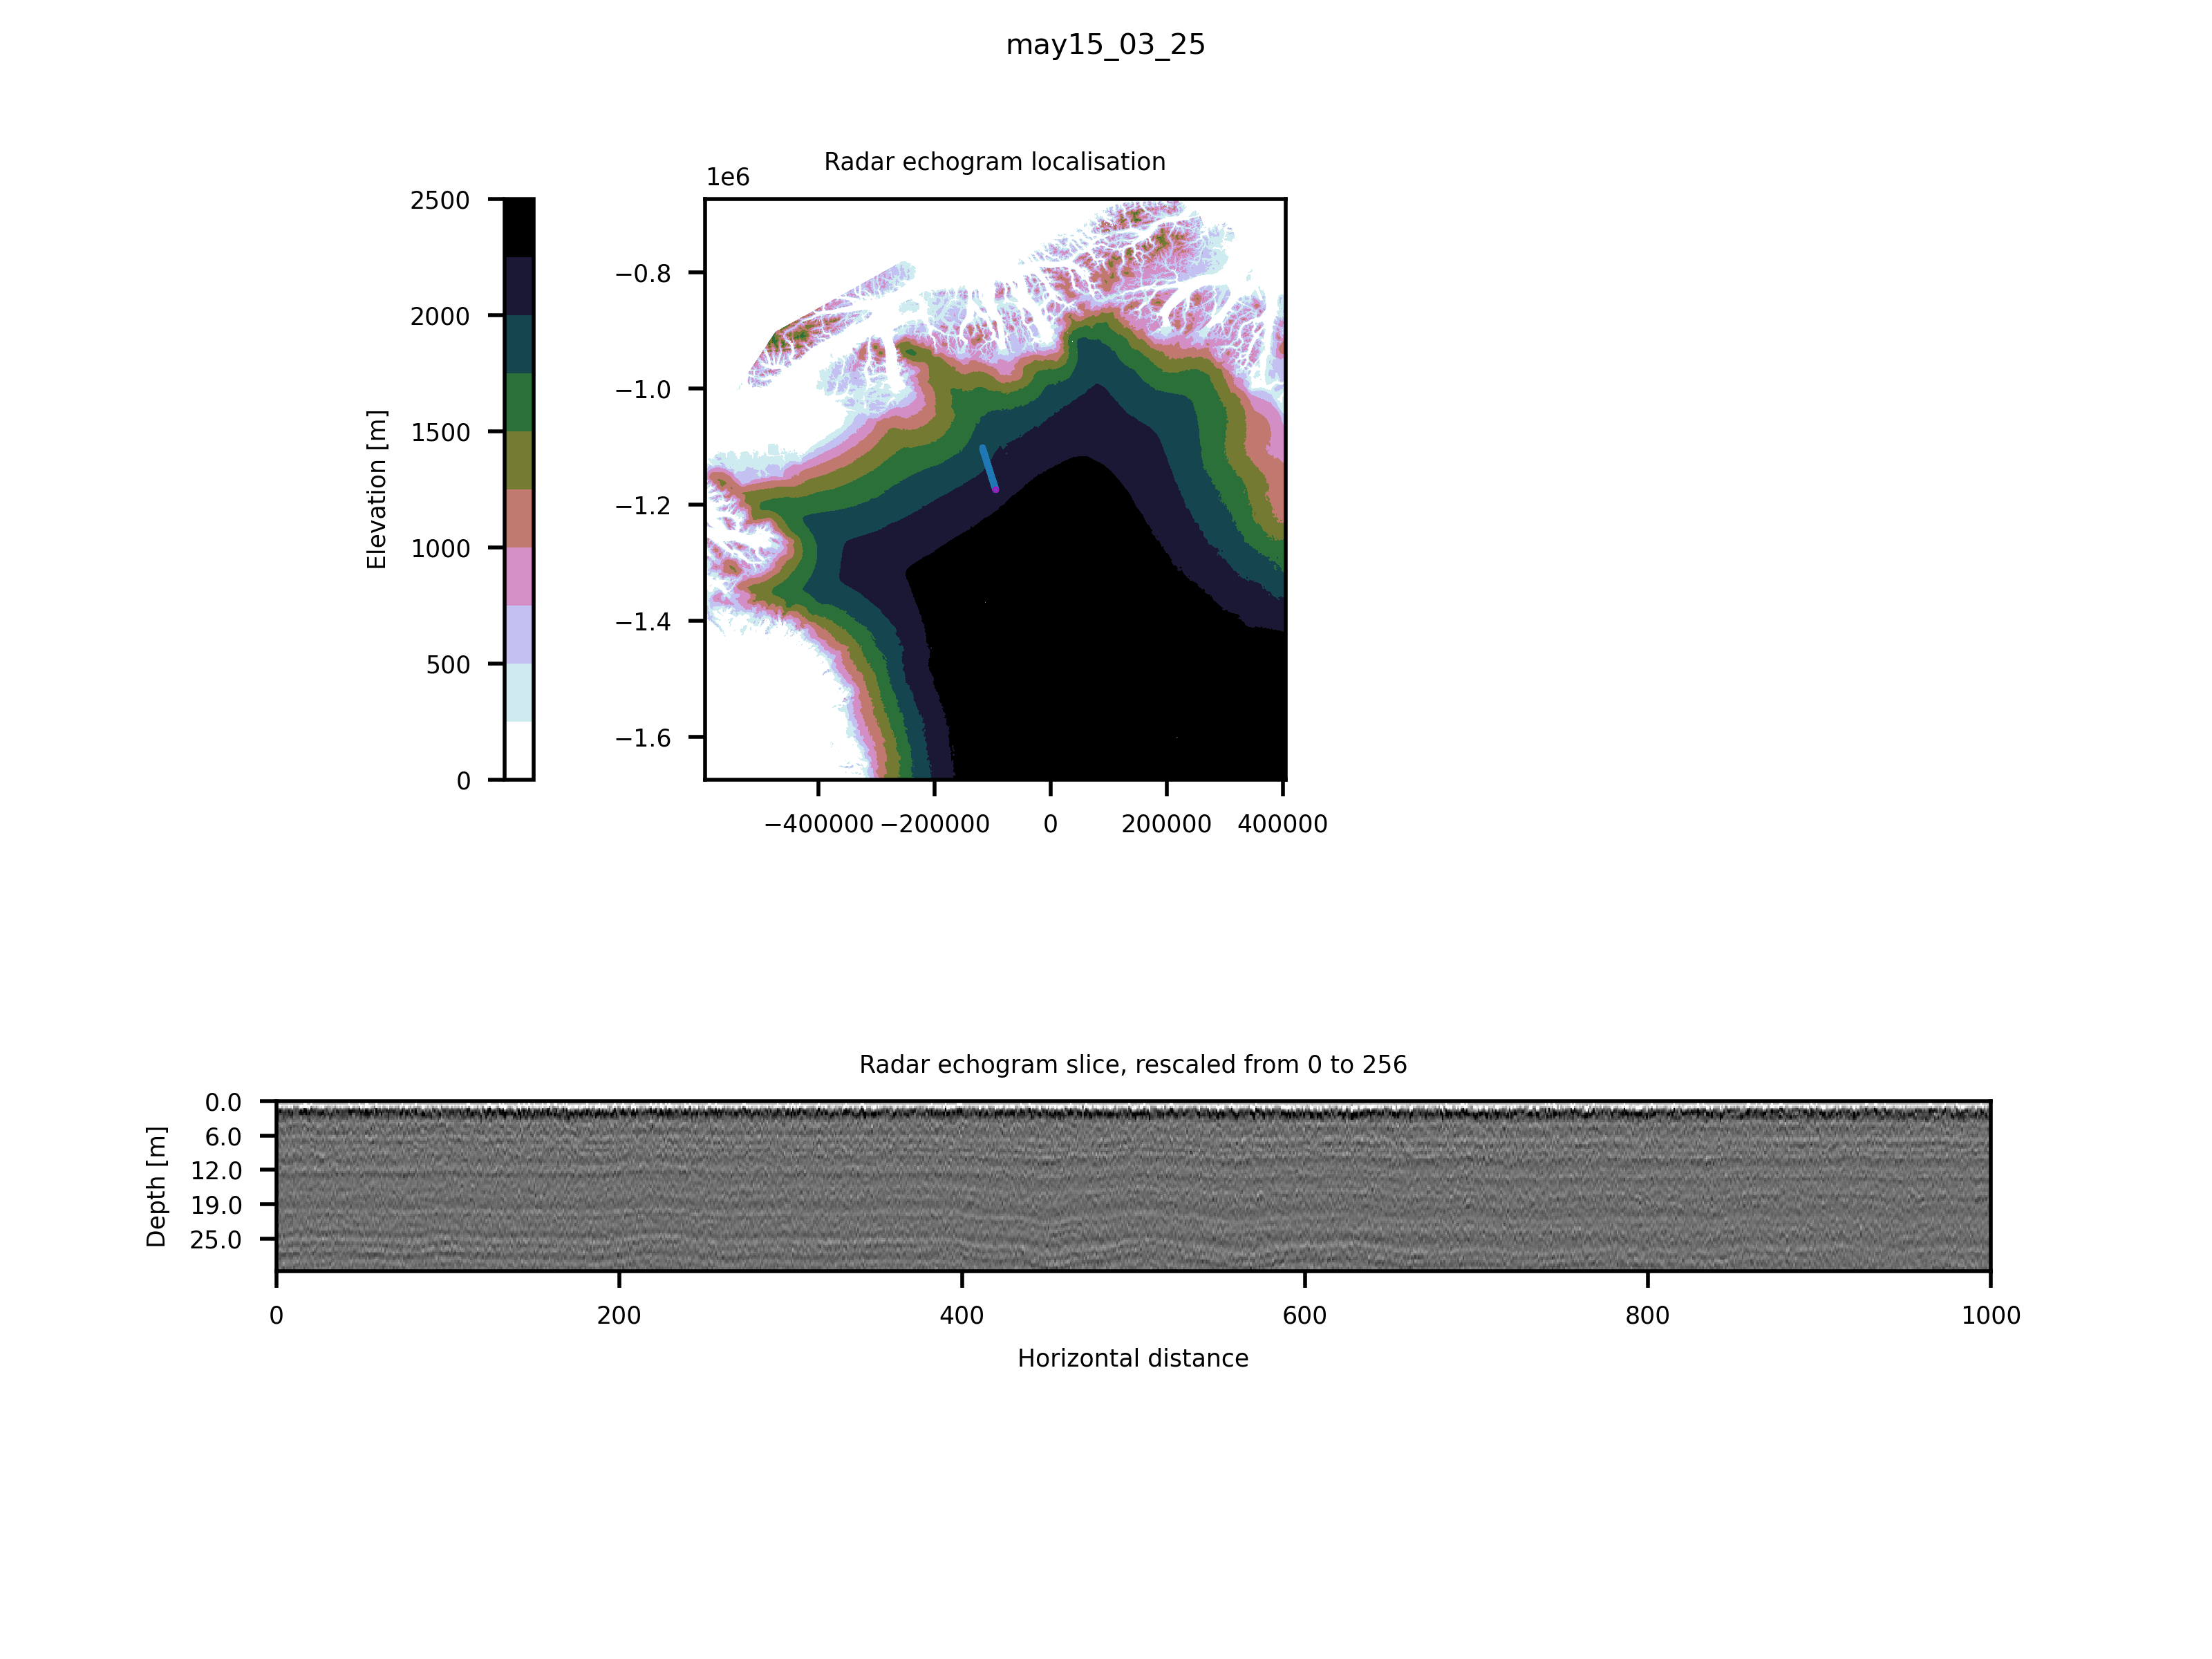 may15_03_25
Radar echogram localisation
1e6
2500
2000
1500
1000
500
0
Elevation [m]
−0.8
−1.0
−1.2
−1.4
−1.6
−400000 −200000 0 200000 400000
Radar echogram slice, rescaled from 0 to 256
0.0
6.0
12.0
19.0
25.0
Depth [m]
0 200 400 600 800 1000
Horizontal distance